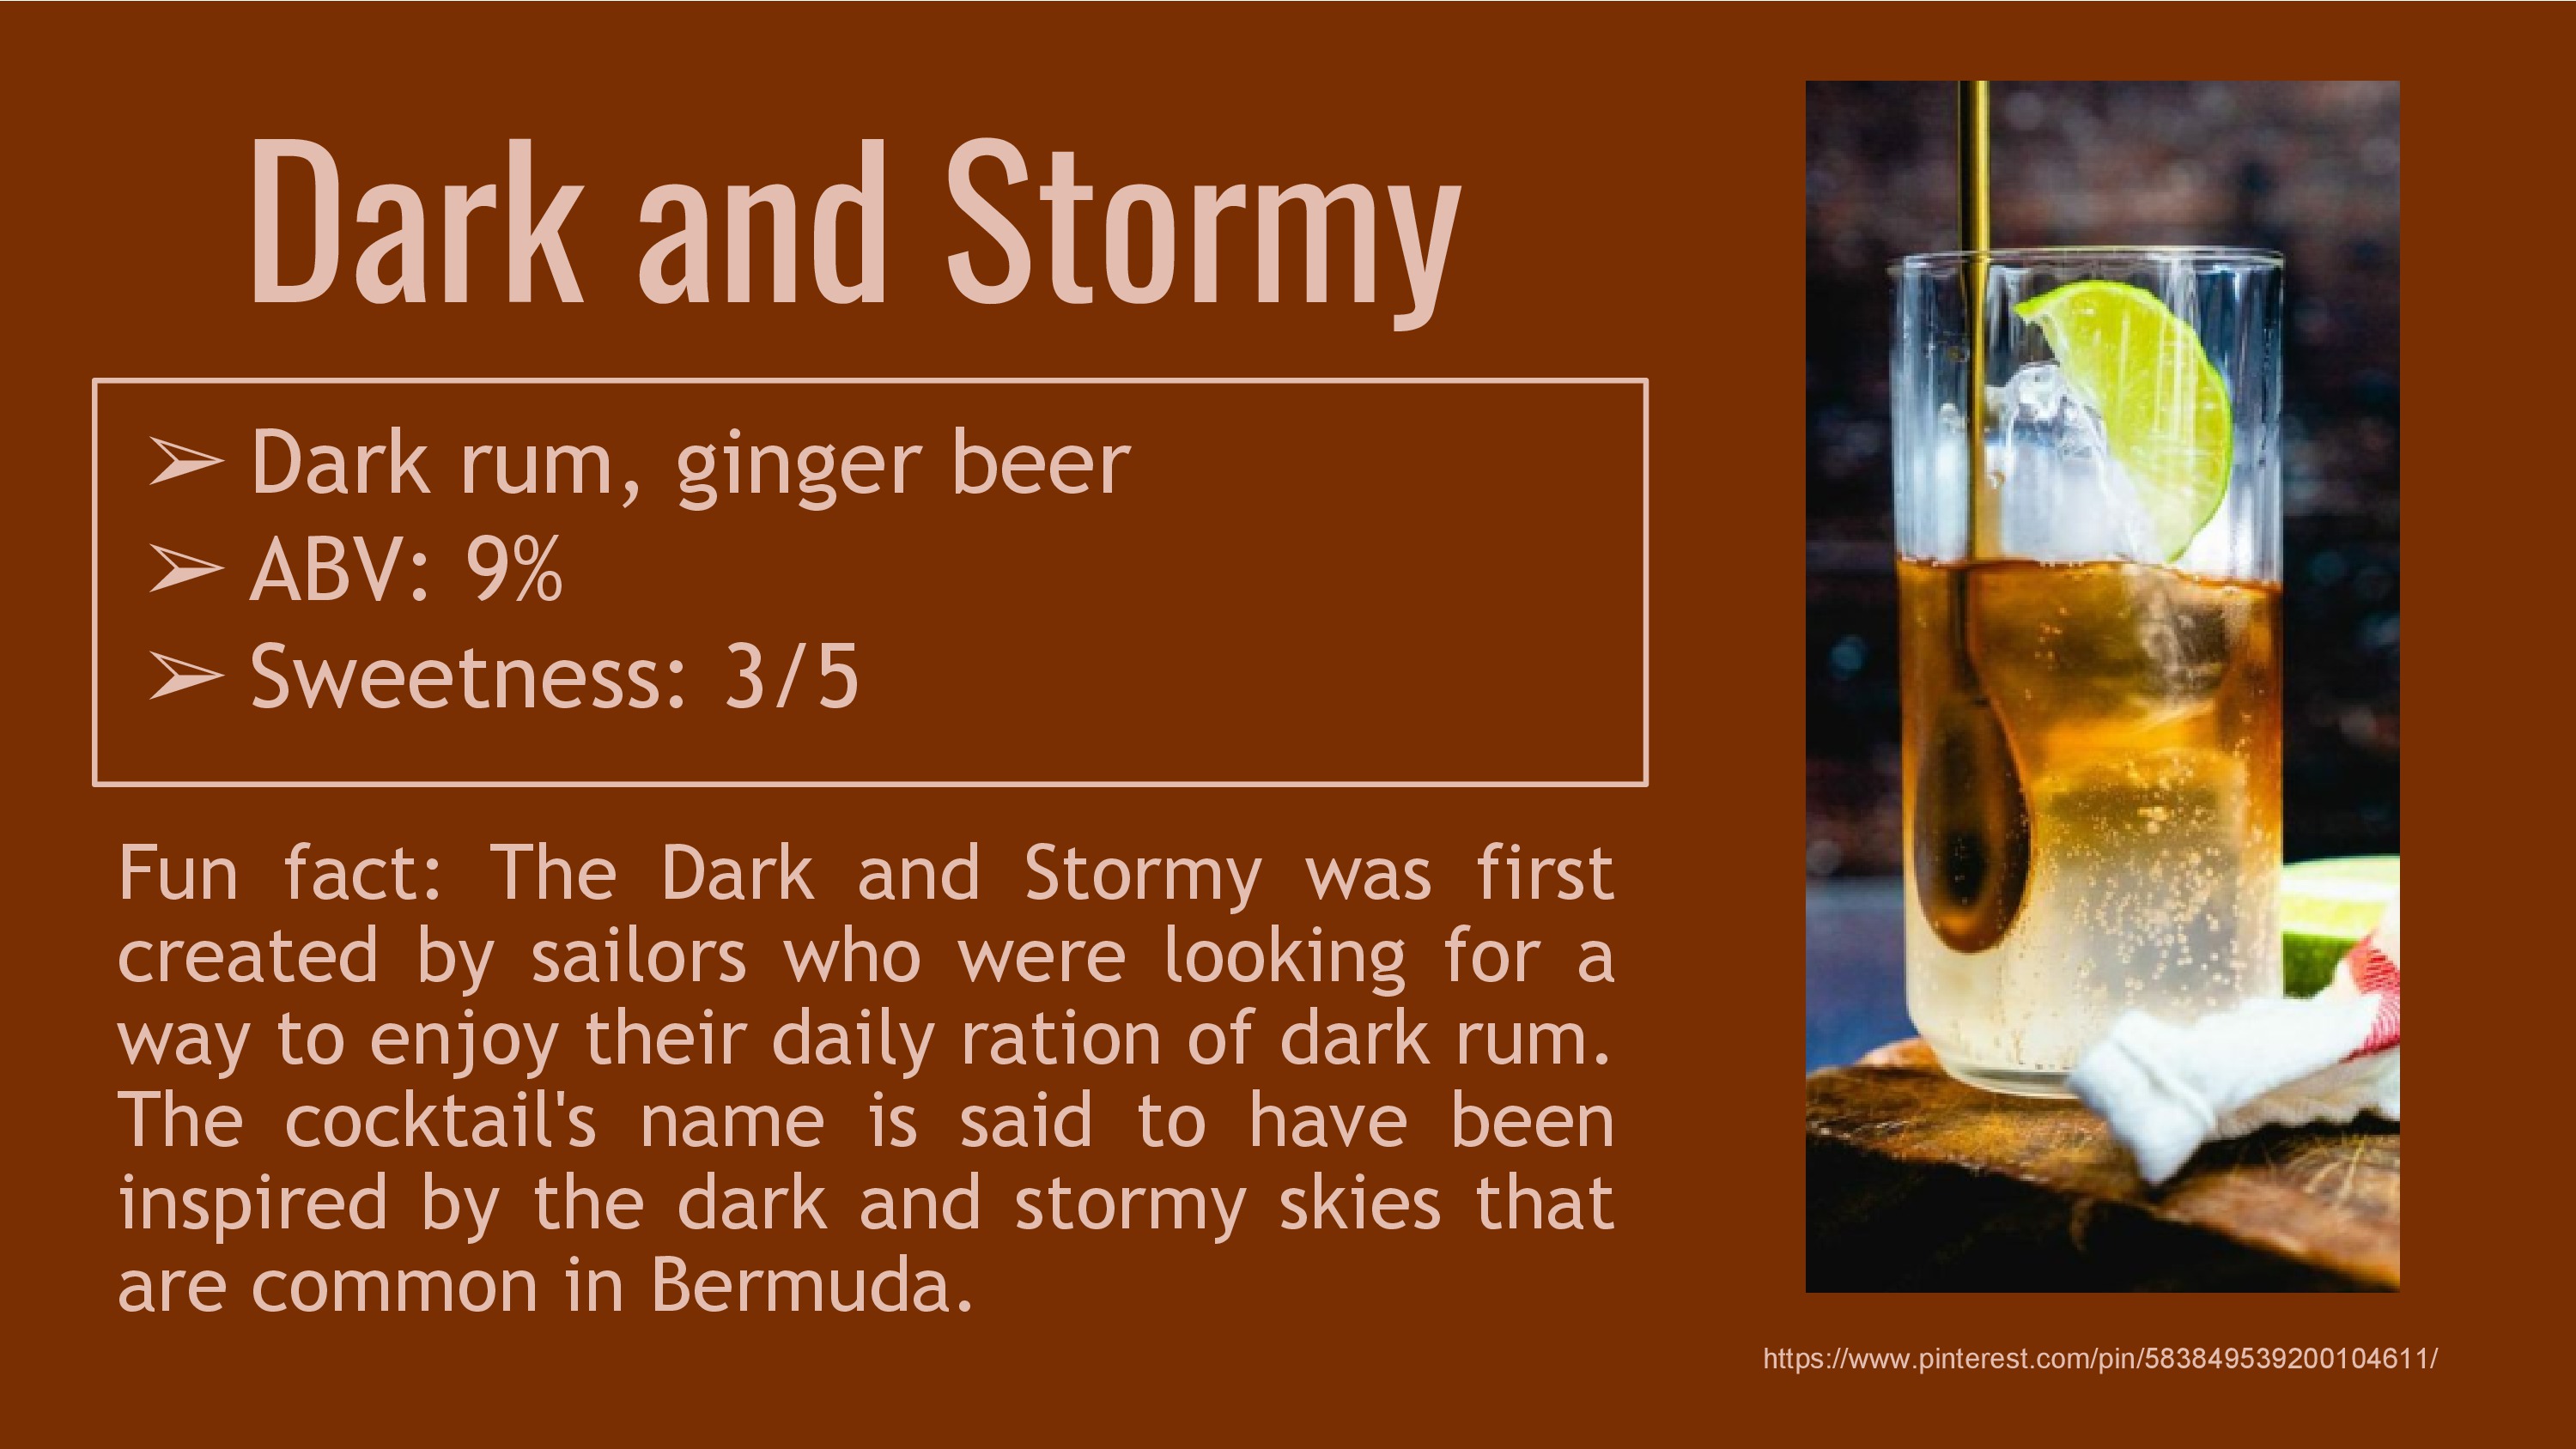 Dark and Stormy
➢ Dark rum, ginger beer
➢ ABV: 9%
➢ Sweetness: 3/5
Fun fact: The Dark and Stormy was first
created by sailors who were looking for a
way to enjoy their daily ration of dark rum.
The cocktail's name is said to have been
inspired by the dark and stormy skies that
are common in Bermuda.
https://www.pinterest.com/pin/583849539200104611/